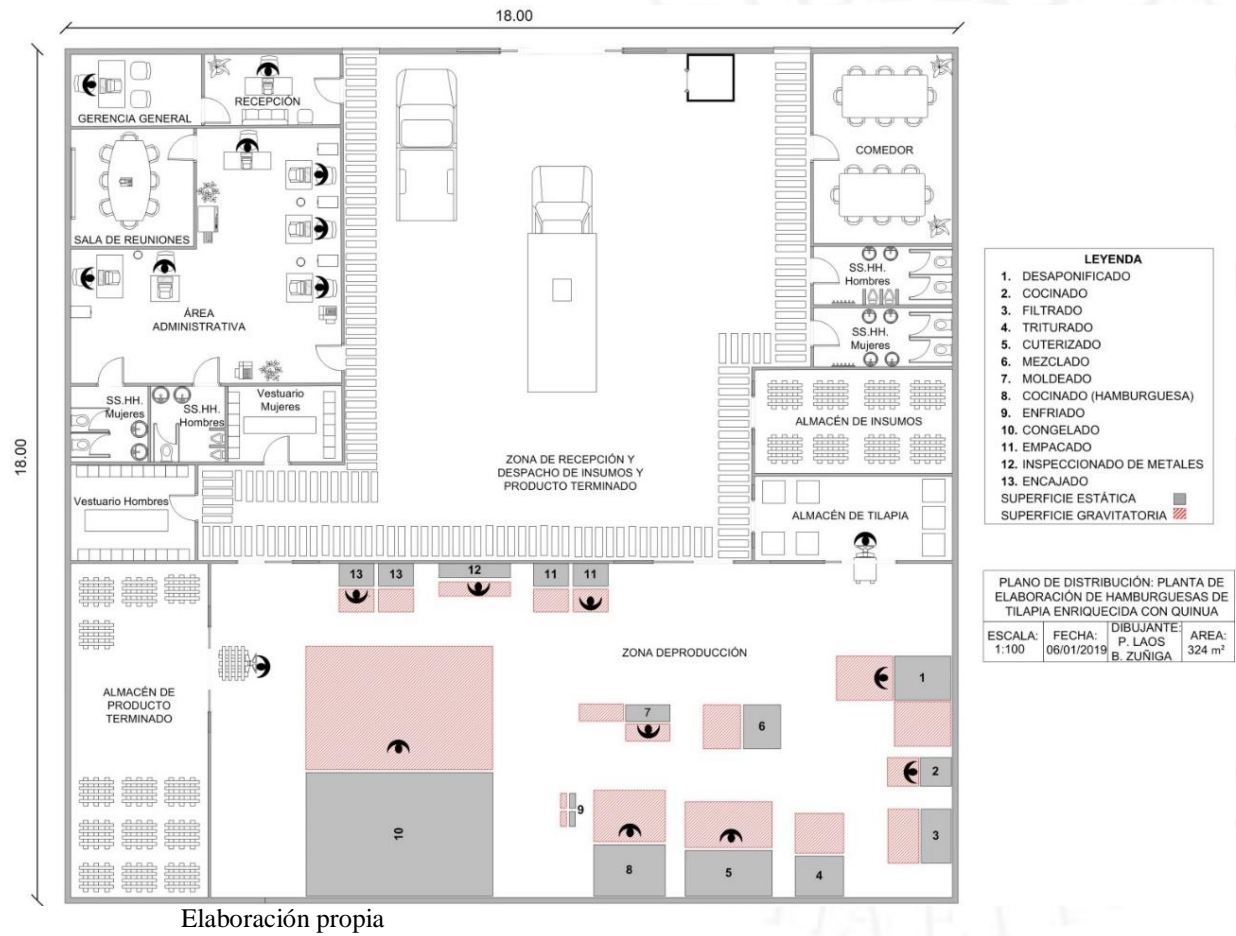 18.00
18.00
GERENCIA GENERAL
RECEPCIÓN
SALA DE REUNIONES
ÁREA
ADMINISTRATIVA
SS.HH.
Mujeres
SS.HH.
Hombres
Vestuario
Mujeres
Vestuario Hombres
ZONA DE RECEPCIÓN Y
DESPACHO DE INSUMOS Y
PRODUCTO TERMINADO
COMEDOR
SS.HH.
Hombres
SS.HH.
Mujeres
ALMACÉN DE INSUMOS
ALMACÉN DE TILAPIA
ALMACÉN DE
PRODUCTO
TERMINADO
ZONA DEPRODUCCIÓN
13
13
12
11
11
1
7
6
2
9
3
10
8
5
4
LEYENDA
1. DESAPONIFICADO
2. COCINADO
3. FILTRADO
4. TRITURADO
5. CUTERIZADO
6. MEZCLADO
7. MOLDEADO
8. COCINADO (HAMBURGUESA)
9. ENFRIADO
10. CONGELADO
11. EMPACADO
12. INSPECCIONADO DE METALES
13. ENCAJADO
SUPERFICIE ESTÁTICA
SUPERFICIE GRAVITATORIA
PLANO DE DISTRIBUCIÓN: PLANTA DE
ELABORACIÓN DE HAMBURGUESAS DE
TILAPIA ENRIQUECIDA CON QUINUA
ESCALA:
1:100
FECHA:
06/01/2019
DIBUJANTE:
P. LAOS
B. ZUÑIGA
AREA:
324 m²
Elaboración propia